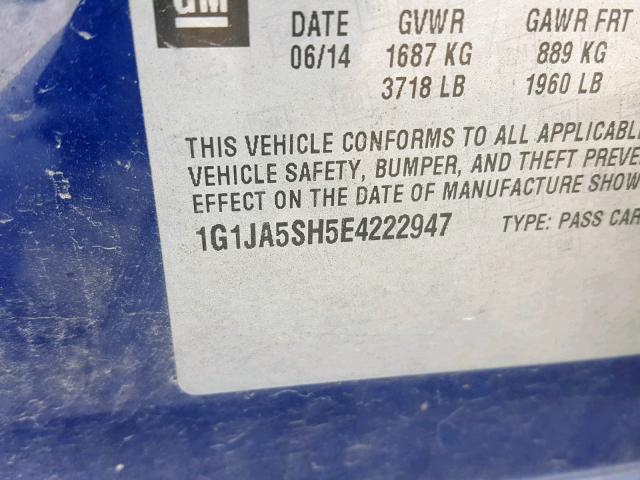 GM
DATE GVWR GAWR FRT
06/14 1687 KG 889 KG
3718 LB 1960 LB
THIS VEHICLE CONFORMS TO ALL APPLICABL
VEHICLE SAFETY, BUMPER, AND THEFT PREVE
EFFECT ON THE DATE OF MANUFACTURE SHOW
1G1JA5SH5E4222947 TYPE: PASS CAR